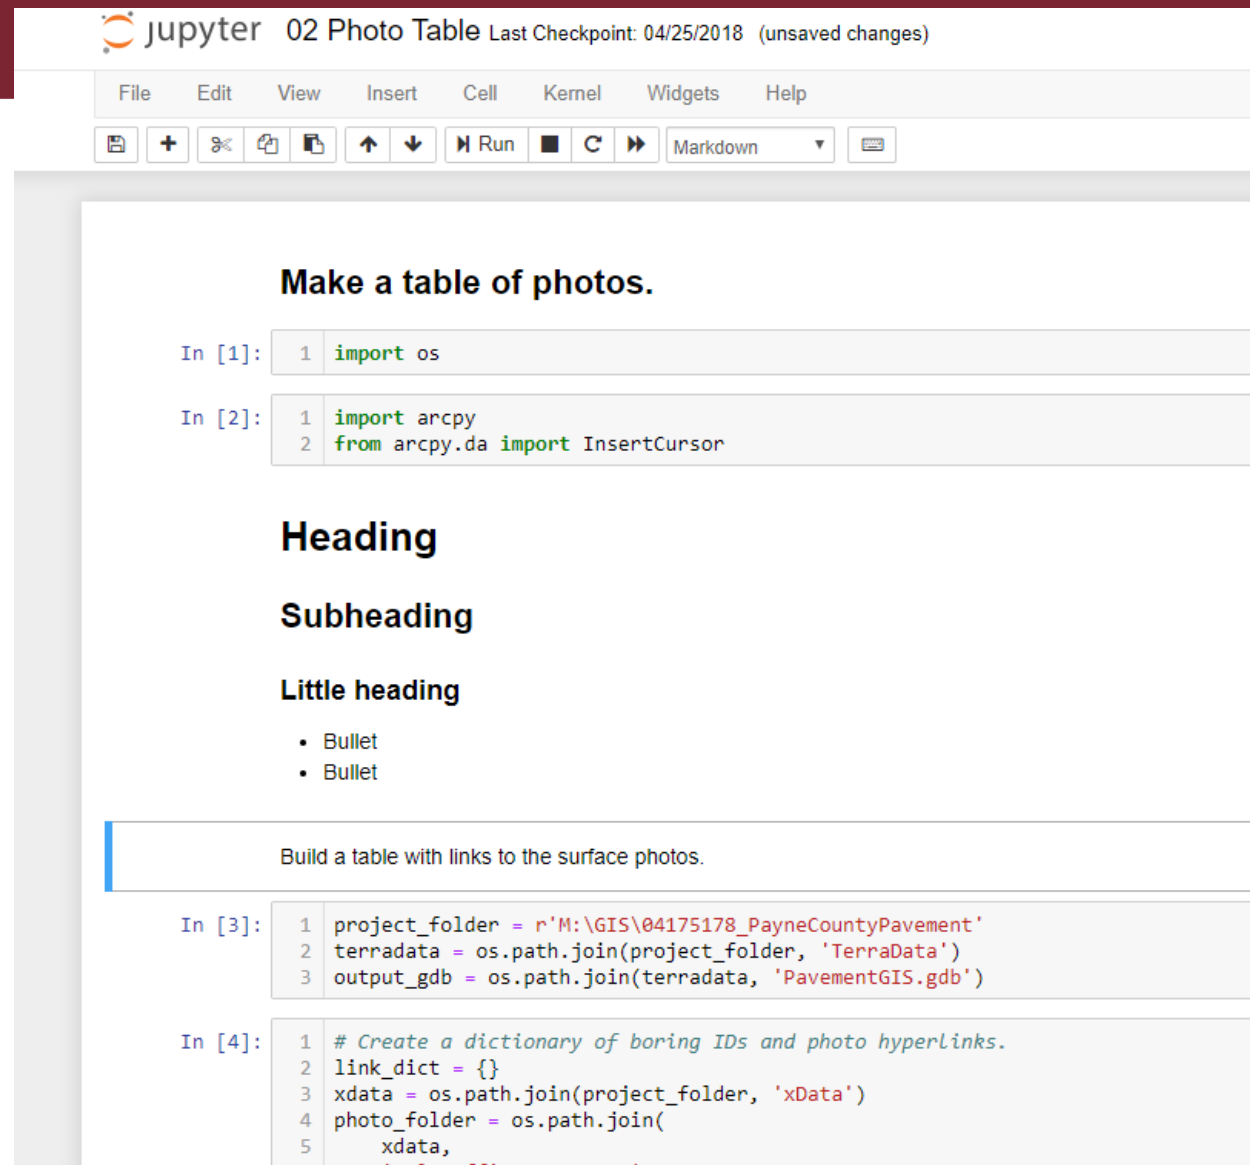 jupyter 02 Photo Table Last Checkpoint: 04/25/2018 (unsaved changes)
File Edit View Insert Cell Kernel Widgets Help
Run Markdown
Make a table of photos.
In [1]: 1 import os
In [2]: 1 import arcpy
2 from arcpy.da import InsertCursor
Heading
Subheading
Little heading
• Bullet
• Bullet
Build a table with links to the surface photos.
In [3]: 1 project_folder = r'M:\GIS\04175178_PayneCountyPavement'
2 terradata = os.path.join(project_folder, 'TerraData')
3 output_gdb = os.path.join(terradata, 'PavementGIS.gdb')
In [4]: 1 # Create a dictionary of boring IDs and photo hyperlinks.
2 link_dict = {}
3 xdata = os.path.join(project_folder, 'xData')
4 photo_folder = os.path.join(
5 xdata,